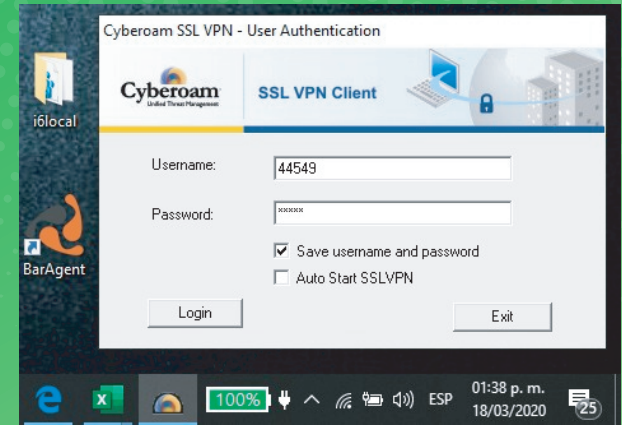 Cyberoam SSL VPN - User Authentication
Cyberoam
Unified Threat Management
SSL VPN Client
i6local
Username: 44549
Password: xxxxx
Save username and password
BarAgent
Auto Start SSLVPN
Login Exit
100% ESP 01:38 p. m.
18/03/2020 25